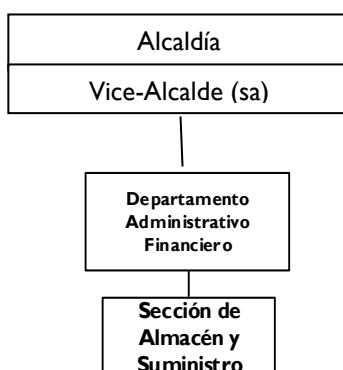 Alcaldía
Vice-Alcalde (sa)
Departamento
Administrativo
Financiero
Sección de
Almacén y
Suministro